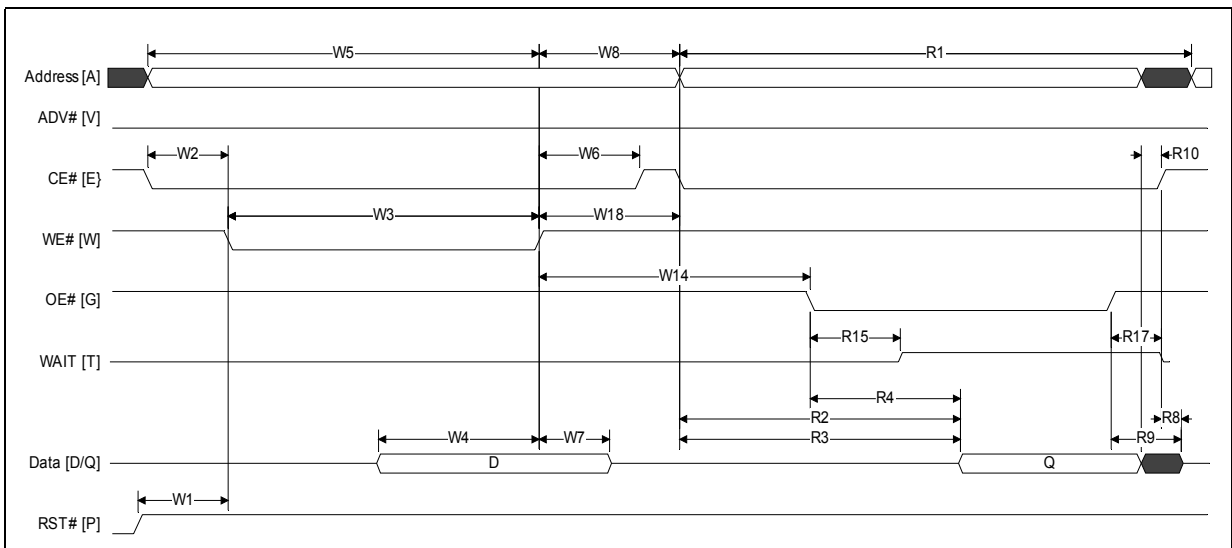 W5 W8 R1
Address [A]
ADV# [V]
W2 W6 R10
CE# [E}
W3 W18
WE# [W]
W14
OE# [G]
R15 R17
WAIT [T]
R4
R2 R8
R3 R9
W4 W7
Data [D/Q] D Q
W1
RST# [P]